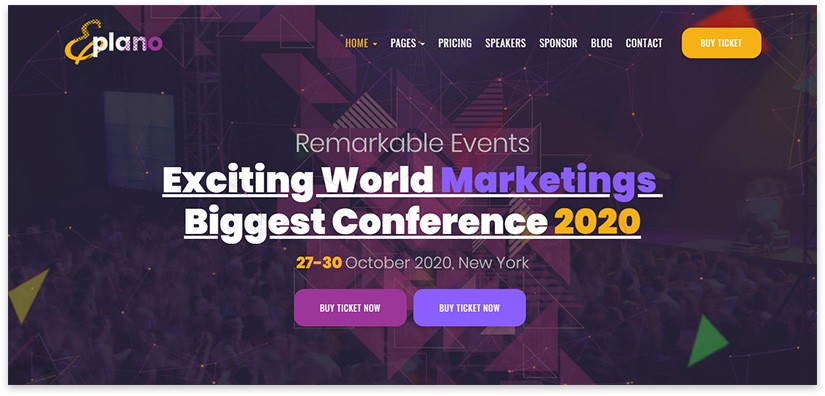 Eplano
HOME PAGES PRICING SPEAKERS SPONSOR BLOG CONTACT BUY TICKET
Remarkable Events
Exciting World Marketings
Biggest Conference 2020
27-30 October 2020, New York
BUY TICKET NOW BUY TICKET NOW